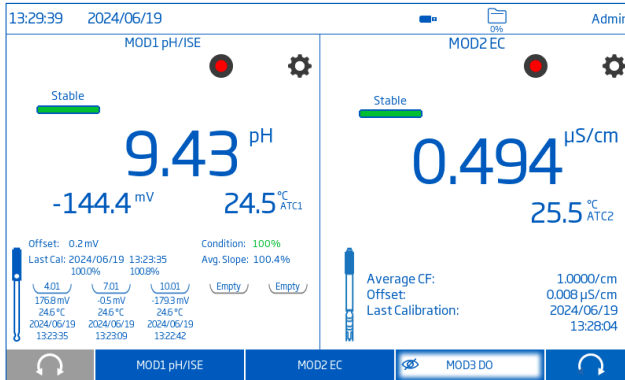 13:29:39 2024/06/19 0% Admin
MOD1 pH/ISE
Stable
9.43 pH
-144.4 mV 24.5 °C ATC1
Offset: 0.2 mV Condition: 100%
Last Cal: 2024/06/19 13:23:35 Avg. Slope: 100.4%
100.0% 100.8%
4.01 7.01 10.01 Empty Empty
176.8 mV -0.5 mV -179.3 mV
24.6 °C 24.6 °C 24.6 °C
2024/06/19 2024/06/19 2024/06/19
13:23:35 13:23:09 13:22:42
MOD2 EC
Stable
0.494 µS/cm
25.5 °C ATC2
Average CF: 1.0000/cm
Offset: 0.008 µS/cm
Last Calibration: 2024/06/19
13:28:04
MOD1 pH/ISE MOD2 EC MOD3 DO